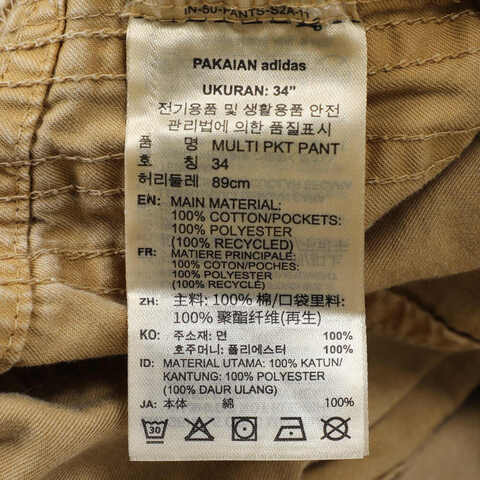 IN-50-PANTS-S2A-11
PAKAIAN adidas
UKURAN: 34"
전기용품 및 생활용품 안전
관리법에 의한 품질표시
품 명 MULTI PKT PANT
호 칭 34
허리둘레 89cm
EN: MAIN MATERIAL:
100% COTTON/POCKETS:
100% POLYESTER
(100% RECYCLED)
FR: MATIERE PRINCIPALE:
100% COTON/POCHES:
100% POLYESTER
(100% RECYCLÉ)
ZH: 主料: 100% 棉/口袋里料:
100% 聚酯纤维(再生)
KO: 주소재: 면 100%
호주머니: 폴리에스터 100%
ID: MATERIAL UTAMA: 100% KATUN/
KANTUNG: 100% POLYESTER
(100% DAUR ULANG)
JA: 本体 綿 100%
30